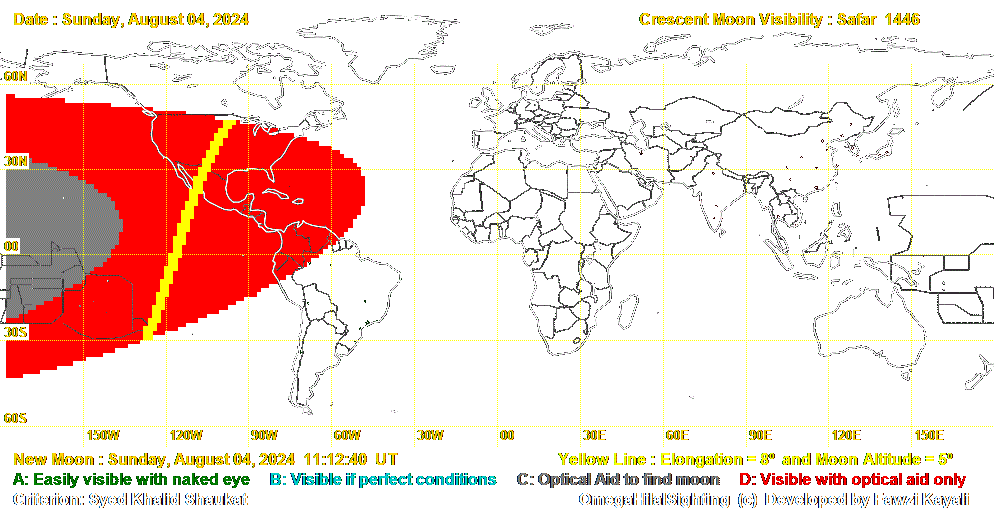 Date : Sunday, August 04, 2024 Crescent Moon Visibility : Safar 1446
60N
30N
00
30S
60S
150W 120W 90W 60W 30W 00 30E 60E 90E 120E 150E
New Moon : Sunday, August 04, 2024 11:12:40 UT Yellow Line : Elongation = 8° and Moon Altitude = 5°
A: Easily visible with naked eye B: Visible if perfect conditions C: Optical Aid to find moon D: Visible with optical aid only
Criterion: Syed Khalid Shaukat OmegaHilalSighting (c) Developed by Fawzi Kayali